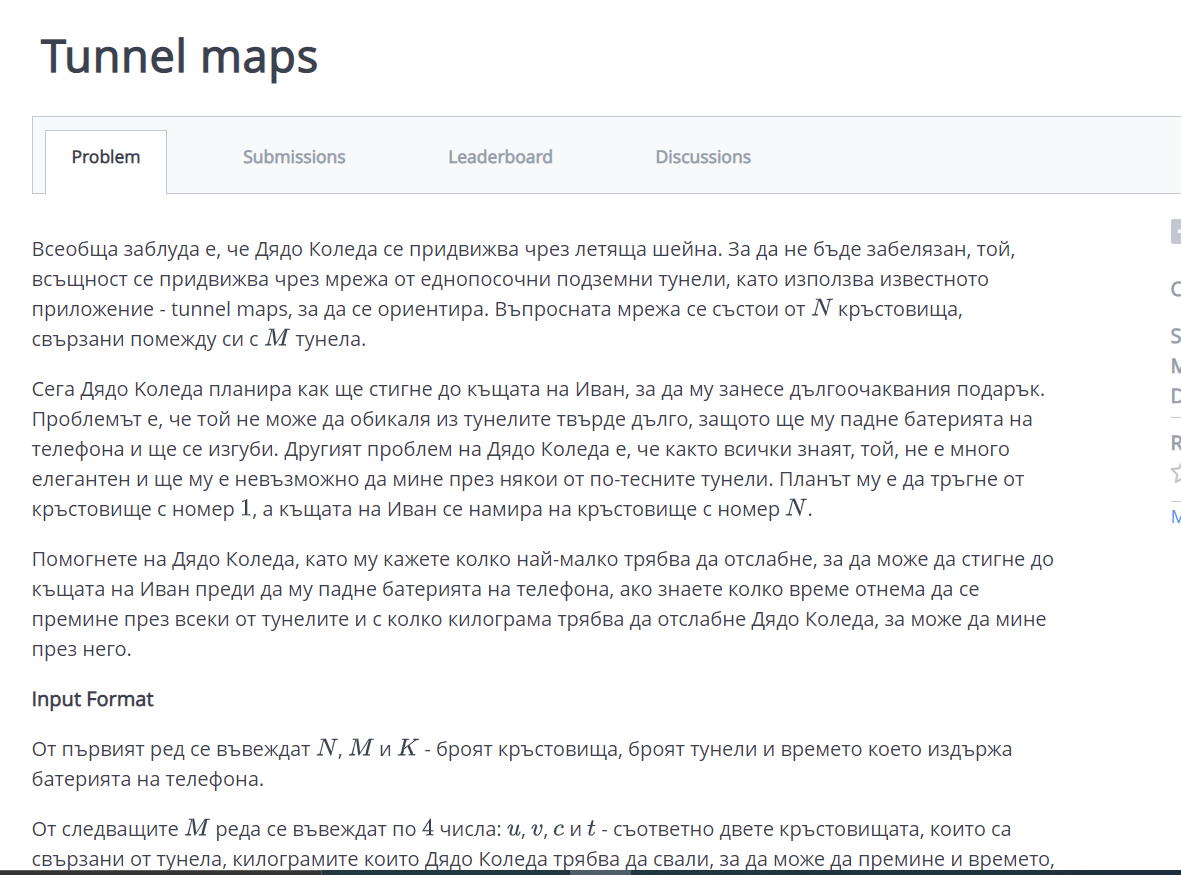 Tunnel maps
Problem Submissions Leaderboard Discussions
Всеобща заблуда е, че Дядо Коледа се придвижва чрез летяща шейна. За да не бъде забелязан, той,
всъщност се придвижва чрез мрежа от еднопосочни подземни тунели, като използва известното
приложение - tunnel maps, за да се ориентира. Въпросната мрежа се състои от N кръстовища,
свързани помежду си с M тунела.
Сега Дядо Коледа планира как ще стигне до къщата на Иван, за да му занесе дългоочаквания подарък.
Проблемът е, че той не може да обикаля из тунелите твърде дълго, защото ще му падне батерията на
телефона и ще се изгуби. Другият проблем на Дядо Коледа е, че както всички знаят, той, не е много
елегантен и ще му е невъзможно да мине през някои от по-тесните тунели. Планът му е да тръгне от
кръстовище с номер 1, а къщата на Иван се намира на кръстовище с номер N.
Помогнете на Дядо Коледа, като му кажете колко най-малко трябва да отслабне, за да може да стигне до
къщата на Иван преди да му падне батерията на телефона, ако знаете колко време отнема да се
премине през всеки от тунелите и с колко килограма трябва да отслабне Дядо Коледа, за може да мине
през него.
Input Format
От първият ред се въвеждат N, M и K - броят кръстовища, броят тунели и времето което издържа
батерията на телефона.
От следващите M реда се въвеждат по 4 числа: u, v, c и t - съответно двете кръстовищата, които са
свързани от тунела, килограмите които Дядо Коледа трябва да свали, за да може да премине и времето,